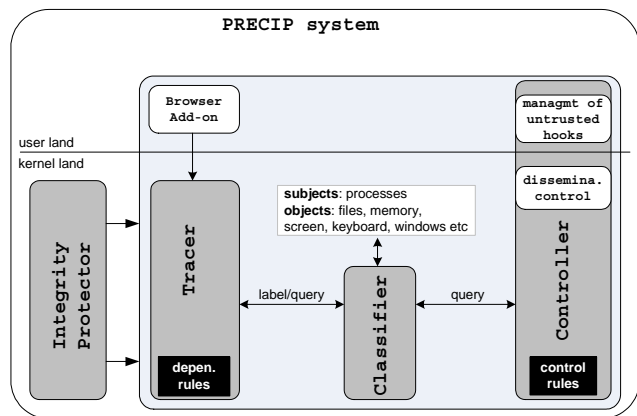 PRECIP system
Browser
Add-on
managmt of
untrusted
hooks
user land
kernel land
dissemina.
control
subjects: processes
objects: files, memory,
screen, keyboard, windows etc
Integrity
Protector
Tracer
label/query
Classifier
query
Controller
depen.
rules
control
rules